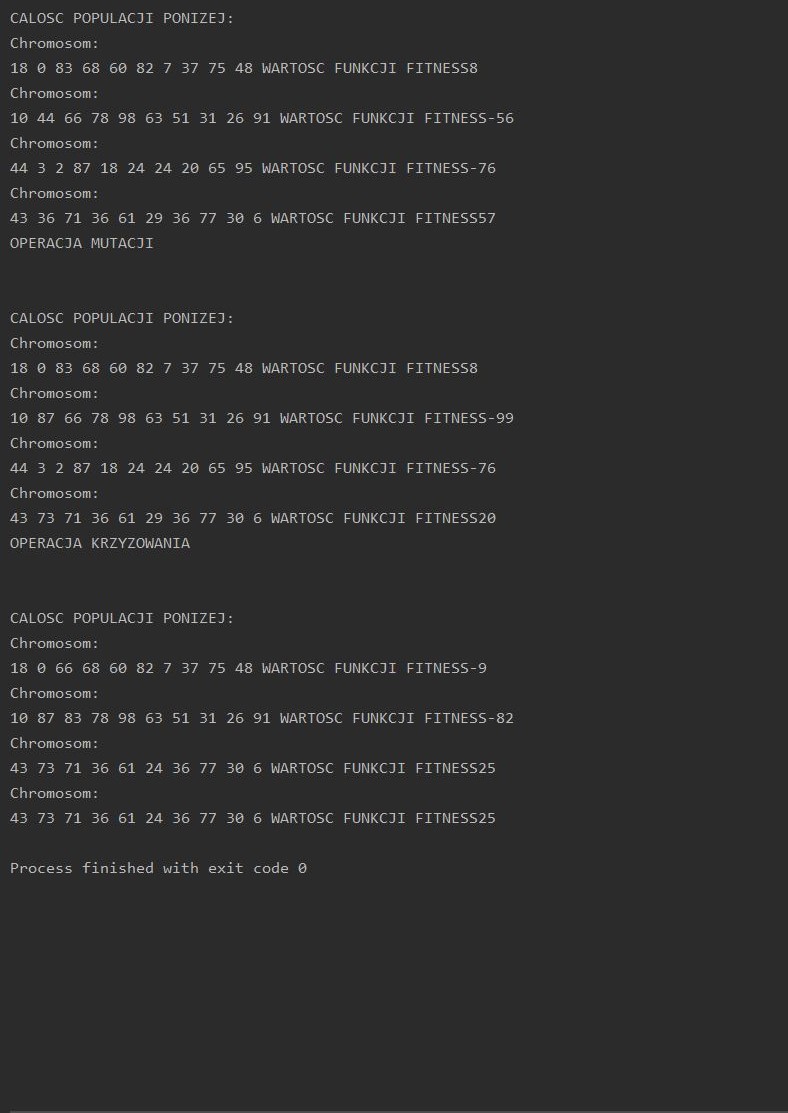 CALOSC POPULACJI PONIZEJ:
Chromosom:
18 0 83 68 60 82 7 37 75 48 WARTOSC FUNKCJI FITNESS8
Chromosom:
10 44 66 78 98 63 51 31 26 91 WARTOSC FUNKCJI FITNESS-56
Chromosom:
44 3 2 87 18 24 24 20 65 95 WARTOSC FUNKCJI FITNESS-76
Chromosom:
43 36 71 36 61 29 36 77 30 6 WARTOSC FUNKCJI FITNESS57
OPERACJA MUTACJI
CALOSC POPULACJI PONIZEJ:
Chromosom:
18 0 83 68 60 82 7 37 75 48 WARTOSC FUNKCJI FITNESS8
Chromosom:
10 87 66 78 98 63 51 31 26 91 WARTOSC FUNKCJI FITNESS-99
Chromosom:
44 3 2 87 18 24 24 20 65 95 WARTOSC FUNKCJI FITNESS-76
Chromosom:
43 73 71 36 61 29 36 77 30 6 WARTOSC FUNKCJI FITNESS20
OPERACJA KRZYZOWANIA
CALOSC POPULACJI PONIZEJ:
Chromosom:
18 0 66 68 60 82 7 37 75 48 WARTOSC FUNKCJI FITNESS-9
Chromosom:
10 87 83 78 98 63 51 31 26 91 WARTOSC FUNKCJI FITNESS-82
Chromosom:
43 73 71 36 61 24 36 77 30 6 WARTOSC FUNKCJI FITNESS25
Chromosom:
43 73 71 36 61 24 36 77 30 6 WARTOSC FUNKCJI FITNESS25
Process finished with exit code 0